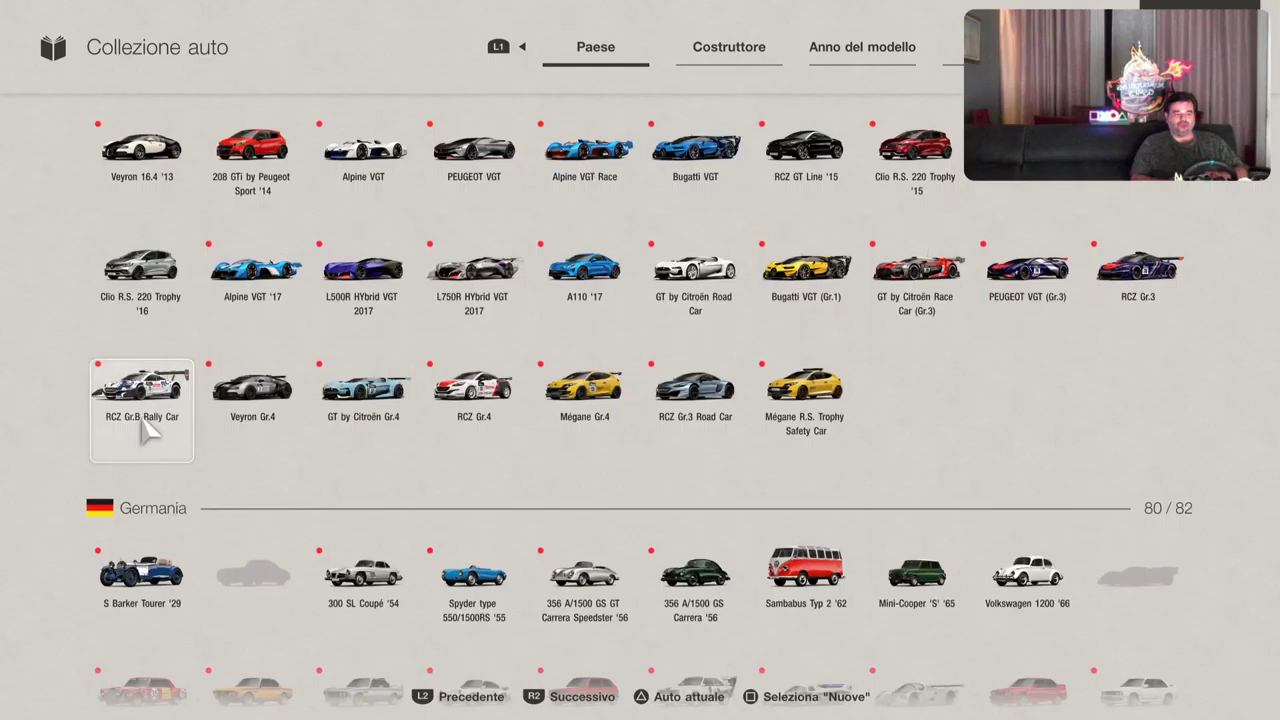 Collezione auto
L1
Paese
Costruttore
Anno del modello
Veyron 16.4 '13
208 GTi by Peugeot
Sport '14
Alpine VGT
PEUGEOT VGT
Alpine VGT Race
Bugatti VGT
RCZ GT Line '15
Clio R.S. 220 Trophy
'15
Clio R.S. 220 Trophy
'16
Alpine VGT '17
L500R HYbrid VGT
2017
L750R HYbrid VGT
2017
A110 '17
GT by Citroën Road
Car
Bugatti VGT (Gr.1)
GT by Citroën Race
Car (Gr.3)
PEUGEOT VGT (Gr.3)
RCZ Gr.3
RCZ Gr.B Rally Car
Veyron Gr.4
GT by Citroën Gr.4
RCZ Gr.4
Mégane Gr.4
RCZ Gr.3 Road Car
Mégane R.S. Trophy
Safety Car
Germania
80 / 82
S Barker Tourer '29
300 SL Coupé '54
Spyder type
550/1500RS '55
356 A/1500 GS GT
Carrera Speedster '56
356 A/1500 GS
Carrera '56
Sambabus Typ 2 '62
Mini-Cooper 'S' '65
Volkswagen 1200 '66
L2 Precedente
R2 Successivo
Auto attuale
Seleziona "Nuove"